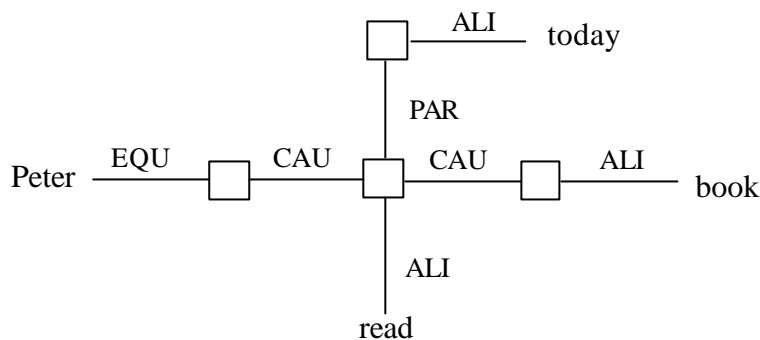 ALI today
PAR
Peter EQU CAU CAU ALI book
ALI
read